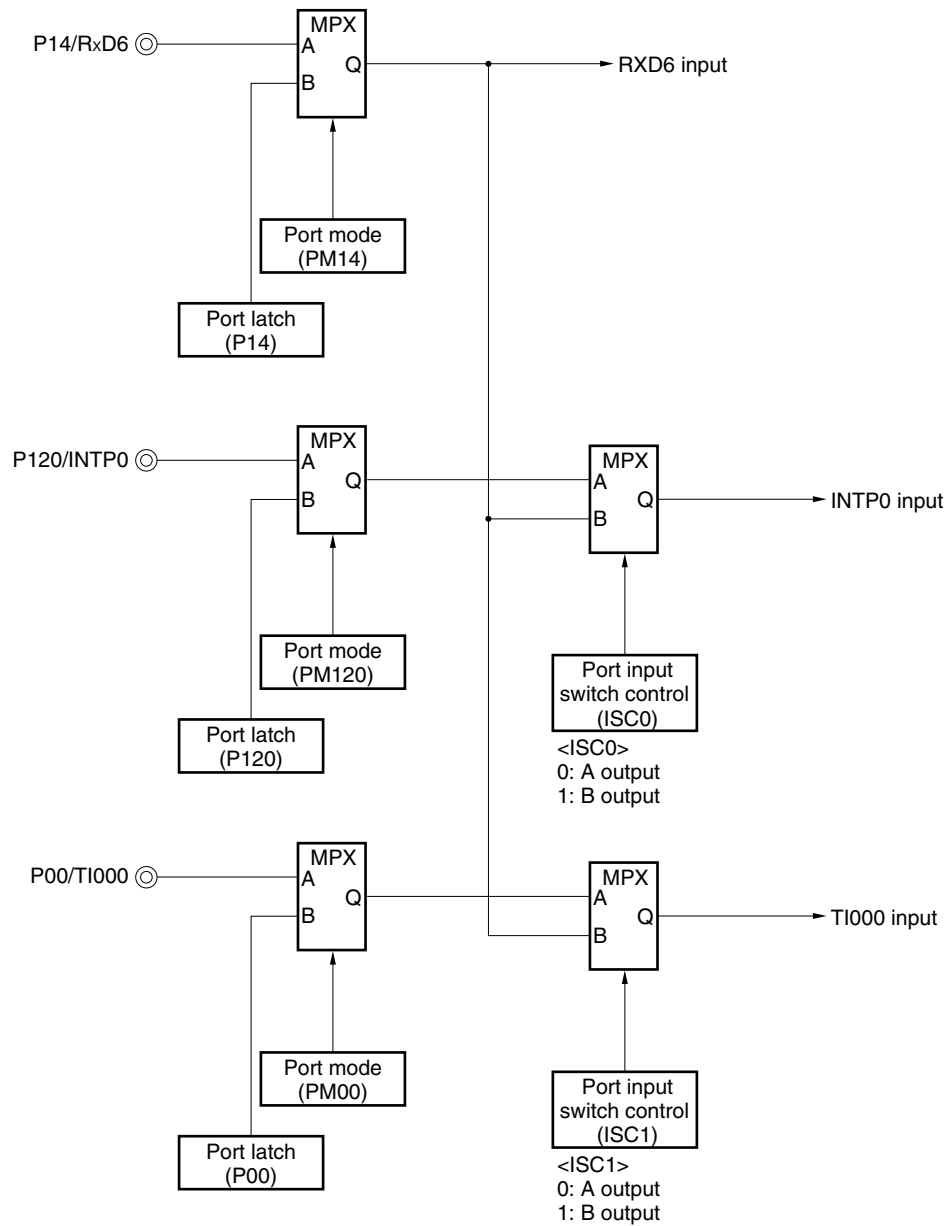 MPX
P14/RxD6
A
Q
RXD6 input
B
Port mode
(PM14)
Port latch
(P14)
MPX
P120/INTP0
A
Q
B
MPX
A
Q
INTP0 input
B
Port mode
(PM120)
Port input
switch control
(ISC0)
Port latch
(P120)
<ISC0>
0: A output
1: B output
MPX
P00/TI000
A
Q
B
MPX
A
Q
TI000 input
B
Port mode
(PM00)
Port input
switch control
(ISC1)
Port latch
(P00)
<ISC1>
0: A output
1: B output